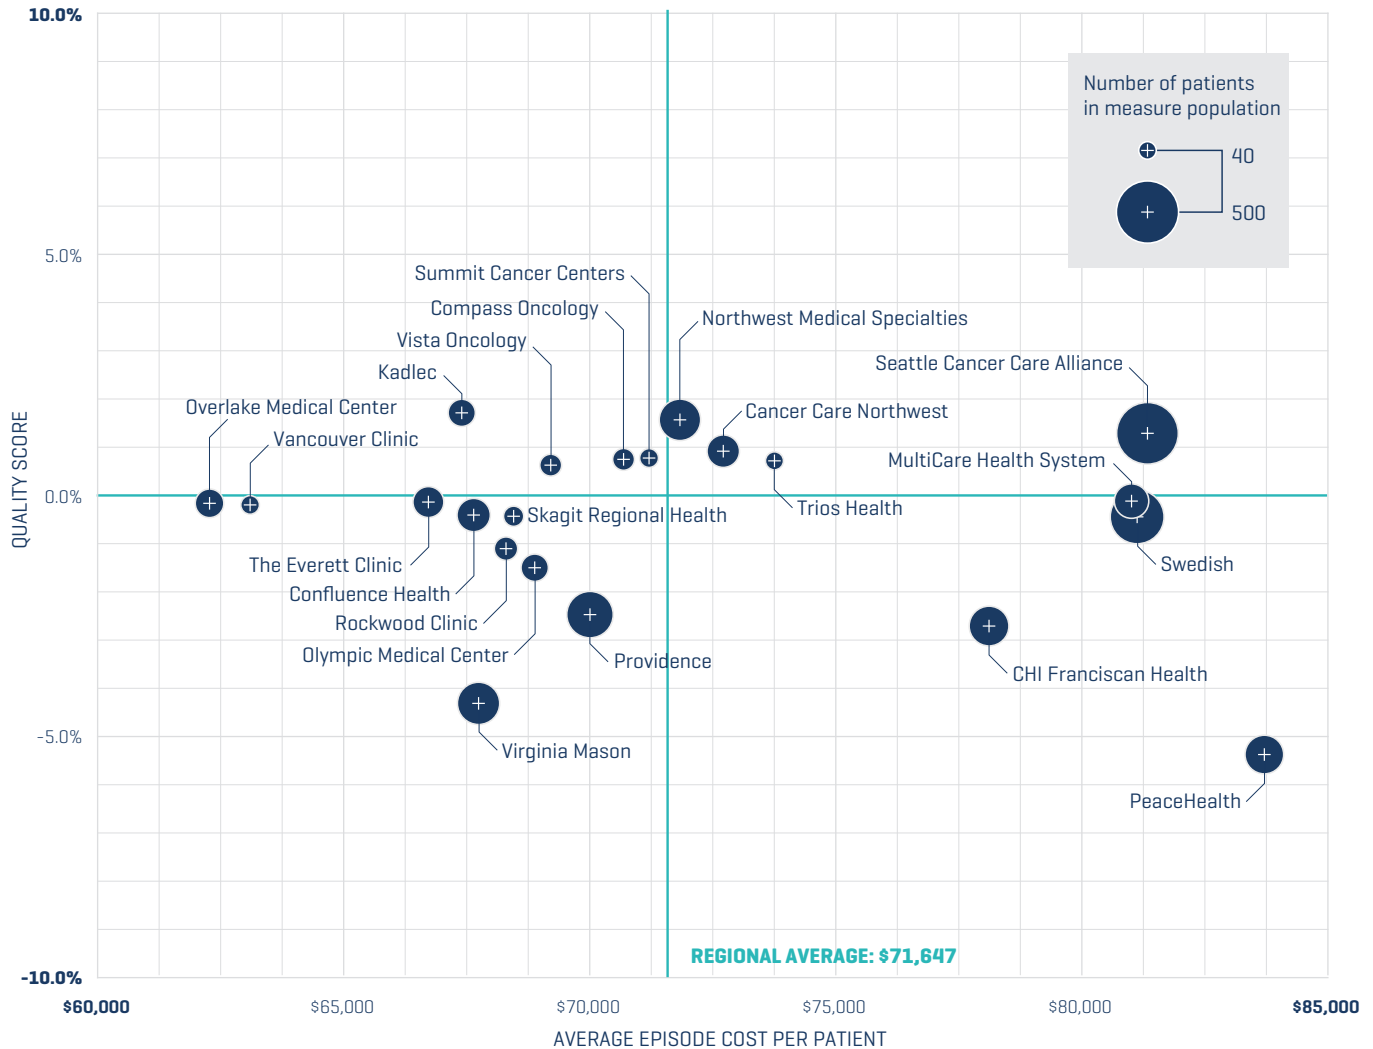 10.0%
Number of patients
in measure population
40
500
5.0%
Summit Cancer Centers
Compass Oncology
Northwest Medical Specialties
Vista Oncology
Seattle Cancer Care Alliance
Kadlec
Overlake Medical Center
Cancer Care Northwest
Vancouver Clinic
MultiCare Health System
QUALITY SCORE
0.0%
Trios Health
Skagit Regional Health
The Everett Clinic
Swedish
Confluence Health
Rockwood Clinic
Olympic Medical Center
Providence
CHI Franciscan Health
-5.0%
Virginia Mason
PeaceHealth
REGIONAL AVERAGE: $71,647
-10.0%
$60,000 $65,000 $70,000 $75,000 $80,000 $85,000
AVERAGE EPISODE COST PER PATIENT